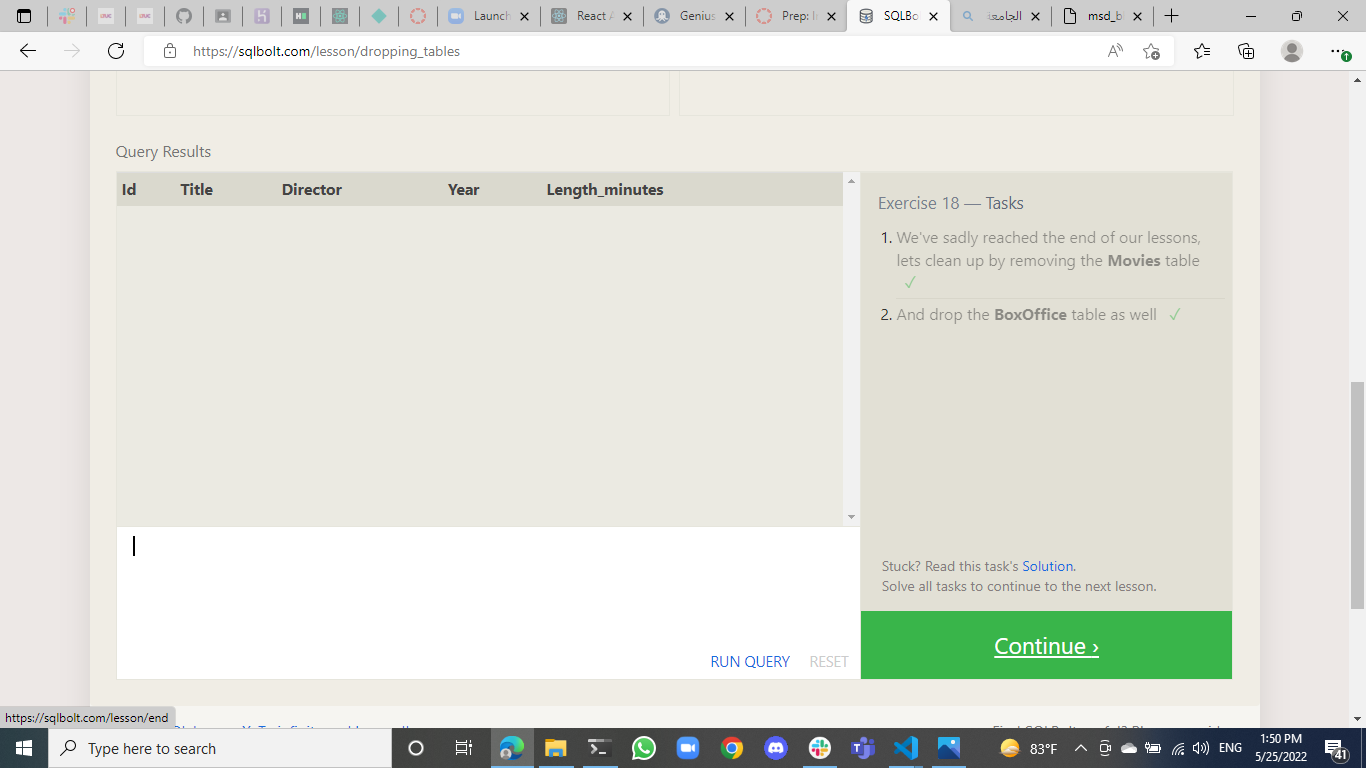 Launch
React A
Genius
Prep: I
SQLBo
الجامعة
msd_b
https://sqlbolt.com/lesson/dropping_tables
Query Results
Id Title Director Year Length_minutes
Exercise 18 — Tasks
1. We've sadly reached the end of our lessons,
lets clean up by removing the Movies table
✓
2. And drop the BoxOffice table as well ✓
Stuck? Read this task's Solution.
Solve all tasks to continue to the next lesson.
RUN QUERY RESET
Continue ›
https://sqlbolt.com/lesson/end
Type here to search
83°F
ENG
1:50 PM
5/25/2022
41